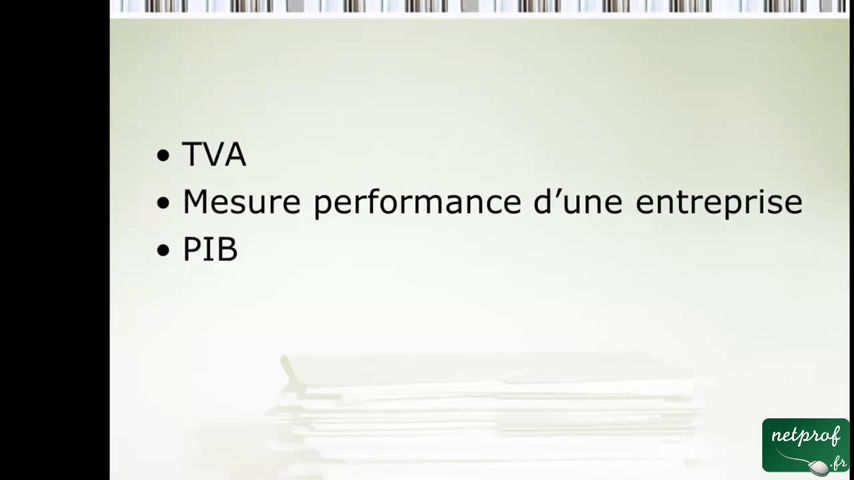 • TVA
• Mesure performance d’une entreprise
• PIB
netprof
.fr